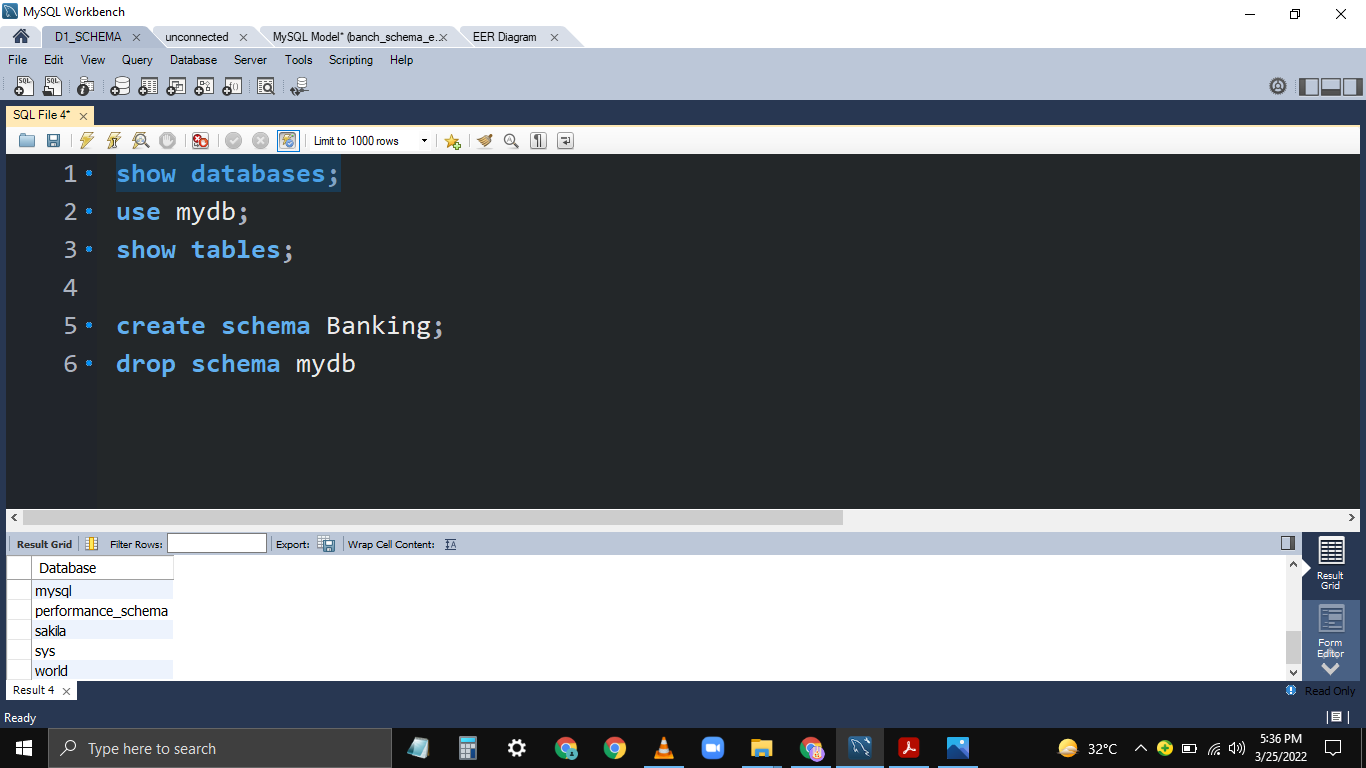 MySQL Workbench
D1_SCHEMA unconnected MySQL Model* (banch_schema_e.. EER Diagram
File Edit View Query Database Server Tools Scripting Help
SQL SQL
SQL File 4*
Limit to 1000 rows
1 show databases;
2 use mydb;
3 show tables;
4
5 create schema Banking;
6 drop schema mydb
Result Grid Filter Rows: Export: Wrap Cell Content:
Database
mysql
performance_schema
sakila
sys
world
Result
Grid
Form
Editor
Result 4
Read Only
Ready
Type here to search
32°C
5:36 PM
3/25/2022